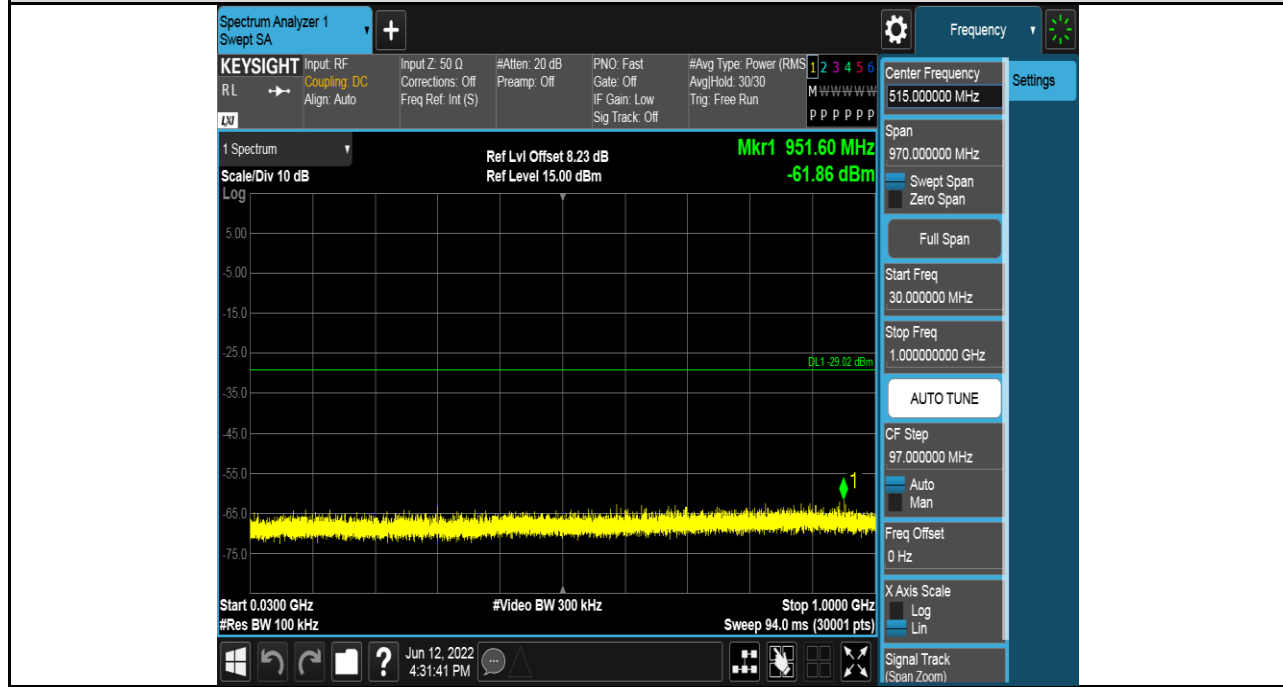 Spectrum Analyzer 1
Swept SA
+
Frequency
KEYSIGHT
RL
LXI
Input: RF
Coupling: DC
Align: Auto
Input Z: 50 Ω
Corrections: Off
Freq Ref: Int (S)
#Atten: 20 dB
Preamp: Off
PNO: Fast
Gate: Off
IF Gain: Low
Sig Track: Off
#Avg Type: Power (RMS
Avg|Hold: 30/30
Trig: Free Run
1 2 3 4 5 6
M W W W W W
P P P P P P
Center Frequency
515.000000 MHz
Settings
1 Spectrum
Scale/Div 10 dB
Log
Ref Lvl Offset 8.23 dB
Ref Level 15.00 dBm
Mkr1 951.60 MHz
-61.86 dBm
Span
970.000000 MHz
Swept Span
Zero Span
Full Span
Start Freq
30.000000 MHz
Stop Freq
1.000000000 GHz
AUTO TUNE
CF Step
97.000000 MHz
Auto
Man
Freq Offset
0 Hz
X Axis Scale
Log
Lin
Signal Track
(Span Zoom)
5.00
-5.00
-15.0
-25.0
DL1 -29.02 dBm
-35.0
-45.0
-55.0
1
-65.0
-75.0
Start 0.0300 GHz
#Res BW 100 kHz
#Video BW 300 kHz
Stop 1.0000 GHz
Sweep 94.0 ms (30001 pts)
?
Jun 12, 2022
4:31:41 PM